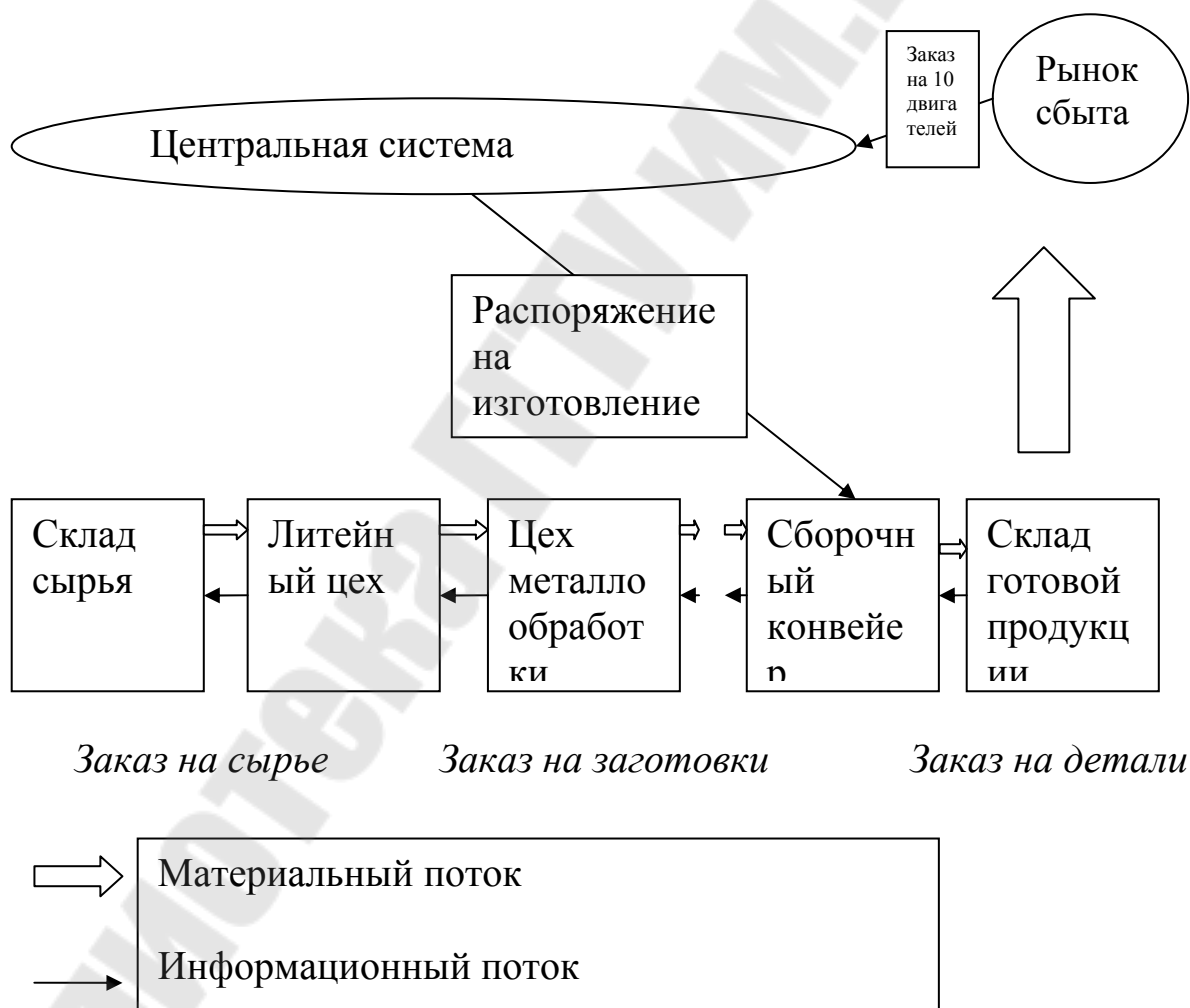 Заказ
на 10
двига
телей
Рынок
сбыта
Центральная система
Распоряжение
на
изготовление
Склад
сырья
Литейн
ый цех
Цех
металло
обработ
ки
Сборочн
ый
конвейе
р
Склад
готовой
продукц
ии
Заказ на сырье
Заказ на заготовки
Заказ на детали
Материальный поток
Информационный поток